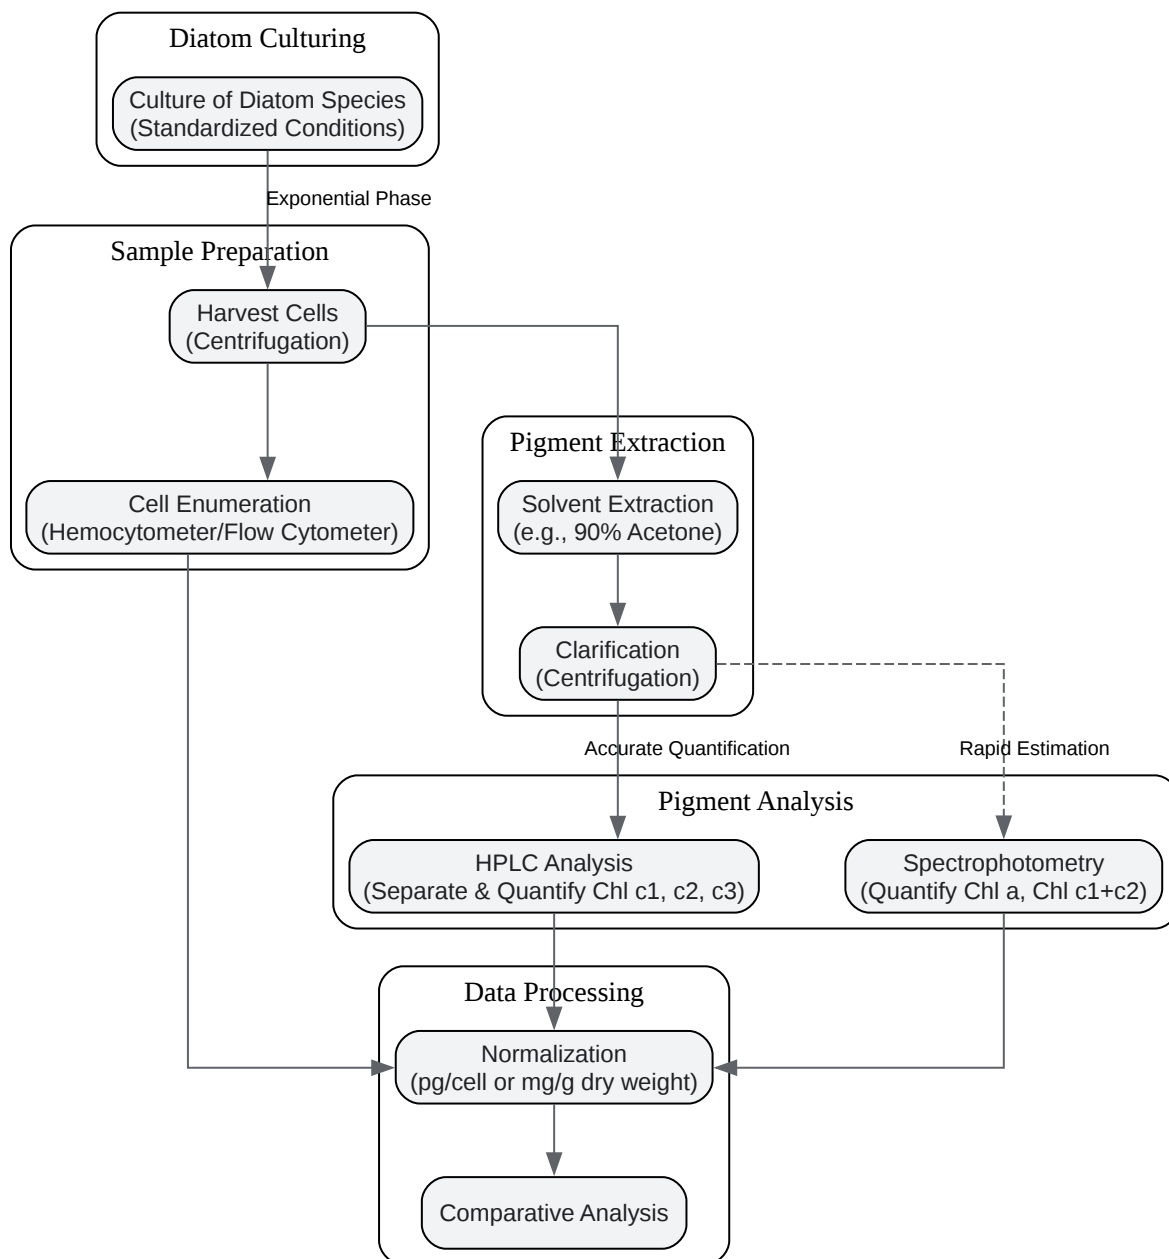 Diatom Culturing
Culture of Diatom Species
(Standardized Conditions)
Exponential Phase
Sample Preparation
Harvest Cells
(Centrifugation)
Pigment Extraction
Cell Enumeration
(Hemocytometer/Flow Cytometer)
Solvent Extraction
(e.g., 90% Acetone)
Clarification
(Centrifugation)
Accurate Quantification
Rapid Estimation
Pigment Analysis
HPLC Analysis
(Separate & Quantify Chl c1, c2, c3)
Spectrophotometry
(Quantify Chl a, Chl c1+c2)
Data Processing
Normalization
(pg/cell or mg/g dry weight)
Comparative Analysis